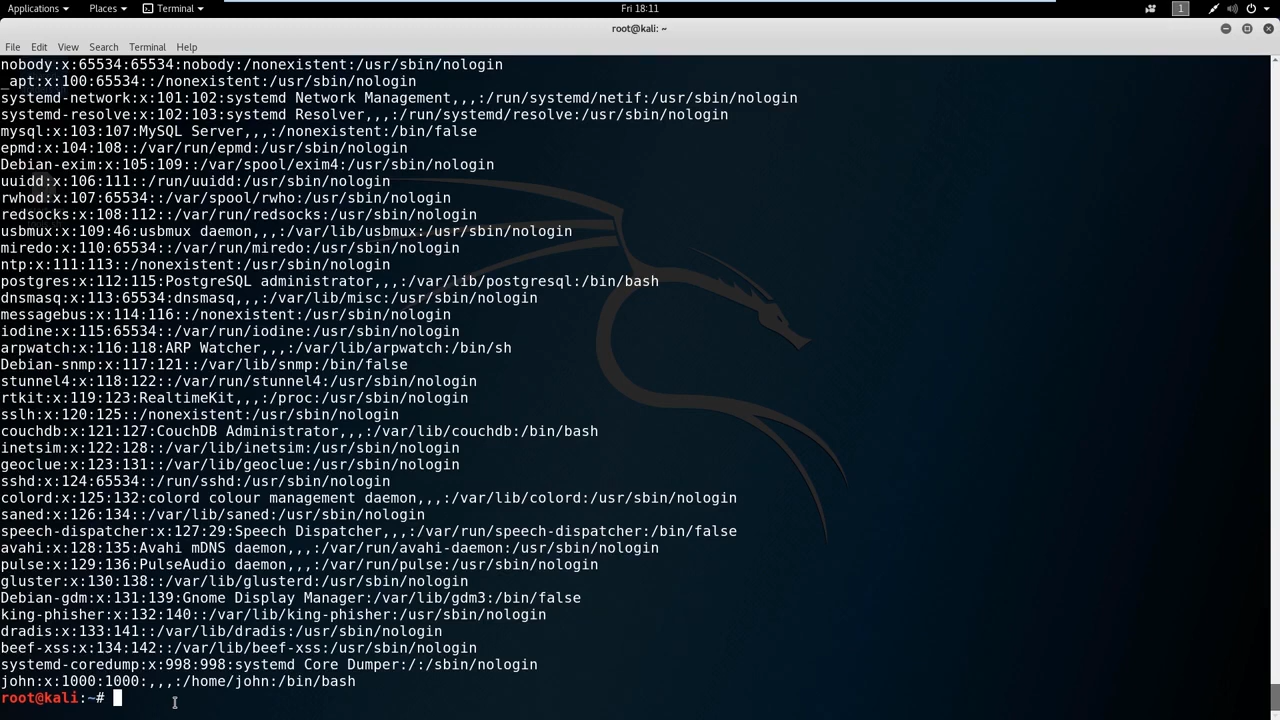 Applications Places Terminal Fri 18:11 1
root@kali: ~
File Edit View Search Terminal Help
nobody:x:65534:65534:nobody:/nonexistent:/usr/sbin/nologin
_apt:x:100:65534::/nonexistent:/usr/sbin/nologin
systemd-network:x:101:102:systemd Network Management,,,:/run/systemd/netif:/usr/sbin/nologin
systemd-resolve:x:102:103:systemd Resolver,,,:/run/systemd/resolve:/usr/sbin/nologin
mysql:x:103:107:MySQL Server,,,:/nonexistent:/bin/false
epmd:x:104:108::/var/run/epmd:/usr/sbin/nologin
Debian-exim:x:105:109::/var/spool/exim4:/usr/sbin/nologin
uuidd:x:106:111::/run/uuidd:/usr/sbin/nologin
rwhod:x:107:65534::/var/spool/rwho:/usr/sbin/nologin
redsocks:x:108:112::/var/run/redsocks:/usr/sbin/nologin
usbmux:x:109:46:usbmux daemon,,,:/var/lib/usbmux:/usr/sbin/nologin
miredo:x:110:65534::/var/run/miredo:/usr/sbin/nologin
ntp:x:111:113::/nonexistent:/usr/sbin/nologin
postgres:x:112:115:PostgreSQL administrator,,,:/var/lib/postgresql:/bin/bash
dnsmasq:x:113:65534:dnsmasq,,,:/var/lib/misc:/usr/sbin/nologin
messagebus:x:114:116::/nonexistent:/usr/sbin/nologin
iodine:x:115:65534::/var/run/iodine:/usr/sbin/nologin
arpwatch:x:116:118:ARP Watcher,,,:/var/lib/arpwatch:/bin/sh
Debian-snmp:x:117:121::/var/lib/snmp:/bin/false
stunnel4:x:118:122::/var/run/stunnel4:/usr/sbin/nologin
rtkit:x:119:123:RealtimeKit,,,:/proc:/usr/sbin/nologin
sslh:x:120:125::/nonexistent:/usr/sbin/nologin
couchdb:x:121:127:CouchDB Administrator,,,:/var/lib/couchdb:/bin/bash
inetsim:x:122:128::/var/lib/inetsim:/usr/sbin/nologin
geoclue:x:123:131::/var/lib/geoclue:/usr/sbin/nologin
sshd:x:124:65534::/run/sshd:/usr/sbin/nologin
colord:x:125:132:colord colour management daemon,,,:/var/lib/colord:/usr/sbin/nologin
saned:x:126:134::/var/lib/saned:/usr/sbin/nologin
speech-dispatcher:x:127:29:Speech Dispatcher,,,:/var/run/speech-dispatcher:/bin/false
avahi:x:128:135:Avahi mDNS daemon,,,:/var/run/avahi-daemon:/usr/sbin/nologin
pulse:x:129:136:PulseAudio daemon,,,:/var/run/pulse:/usr/sbin/nologin
gluster:x:130:138::/var/lib/glusterd:/usr/sbin/nologin
Debian-gdm:x:131:139:Gnome Display Manager:/var/lib/gdm3:/bin/false
king-phisher:x:132:140::/var/lib/king-phisher:/usr/sbin/nologin
dradis:x:133:141::/var/lib/dradis:/usr/sbin/nologin
beef-xss:x:134:142::/var/lib/beef-xss:/usr/sbin/nologin
systemd-coredump:x:998:998:systemd Core Dumper:/:/sbin/nologin
john:x:1000:1000:,,,:/home/john:/bin/bash
root@kali:~#